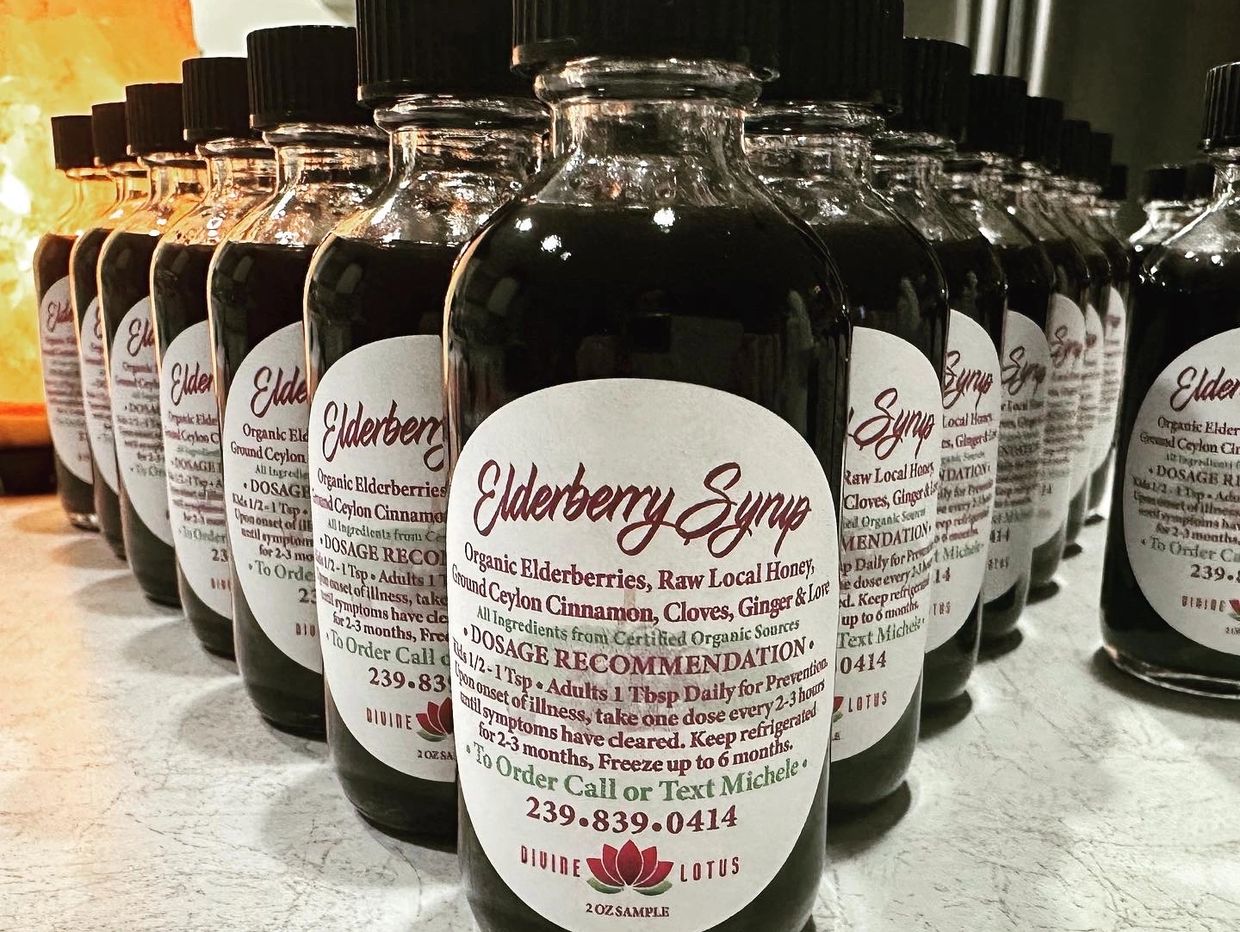 Elderberry Syrup
Organic Elderberries, Raw Local Honey,
Ground Ceylon Cinnamon, Cloves, Ginger & Love
All Ingredients from Certified Organic Sources
• DOSAGE RECOMMENDATION •
Kids 1/2 - 1 Tsp • Adults 1 Tbsp Daily for Prevention.
Upon onset of illness, take one dose every 2-3 hours
until symptoms have cleared. Keep refrigerated
for 2-3 months, Freeze up to 6 months.
• To Order Call or Text Michele •
239.839.0414
DIVINE LOTUS
2 OZ SAMPLE